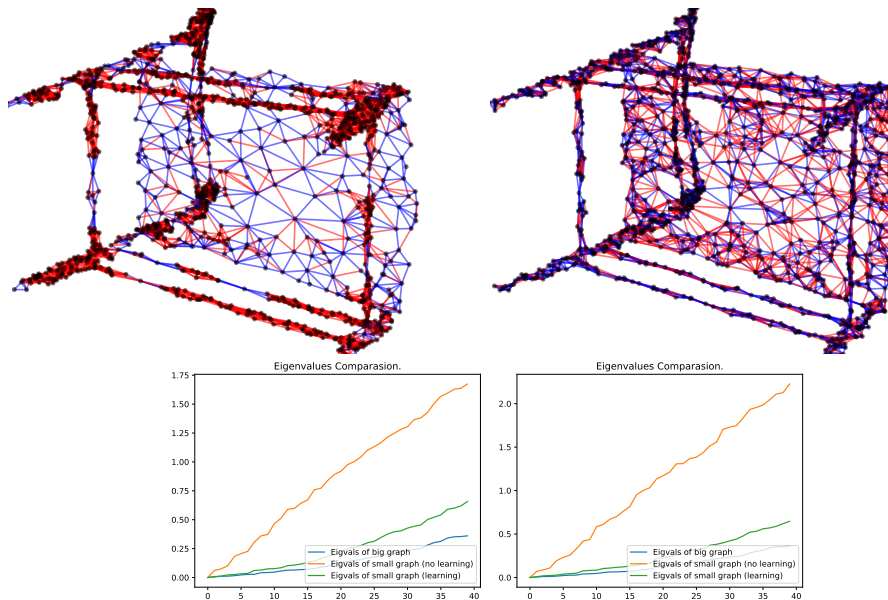 Eigenvalues Comparasion.
1.75
1.50
1.25
1.00
0.75
0.50
0.25
0.00
Eigvals of big graph
Eigvals of small graph (no learning)
Eigvals of small graph (learning)
0 5 10 15 20 25 30 35 40
Eigenvalues Comparasion.
2.0
1.5
1.0
0.5
0.0
Eigvals of big graph
Eigvals of small graph (no learning)
Eigvals of small graph (learning)
0 5 10 15 20 25 30 35 40